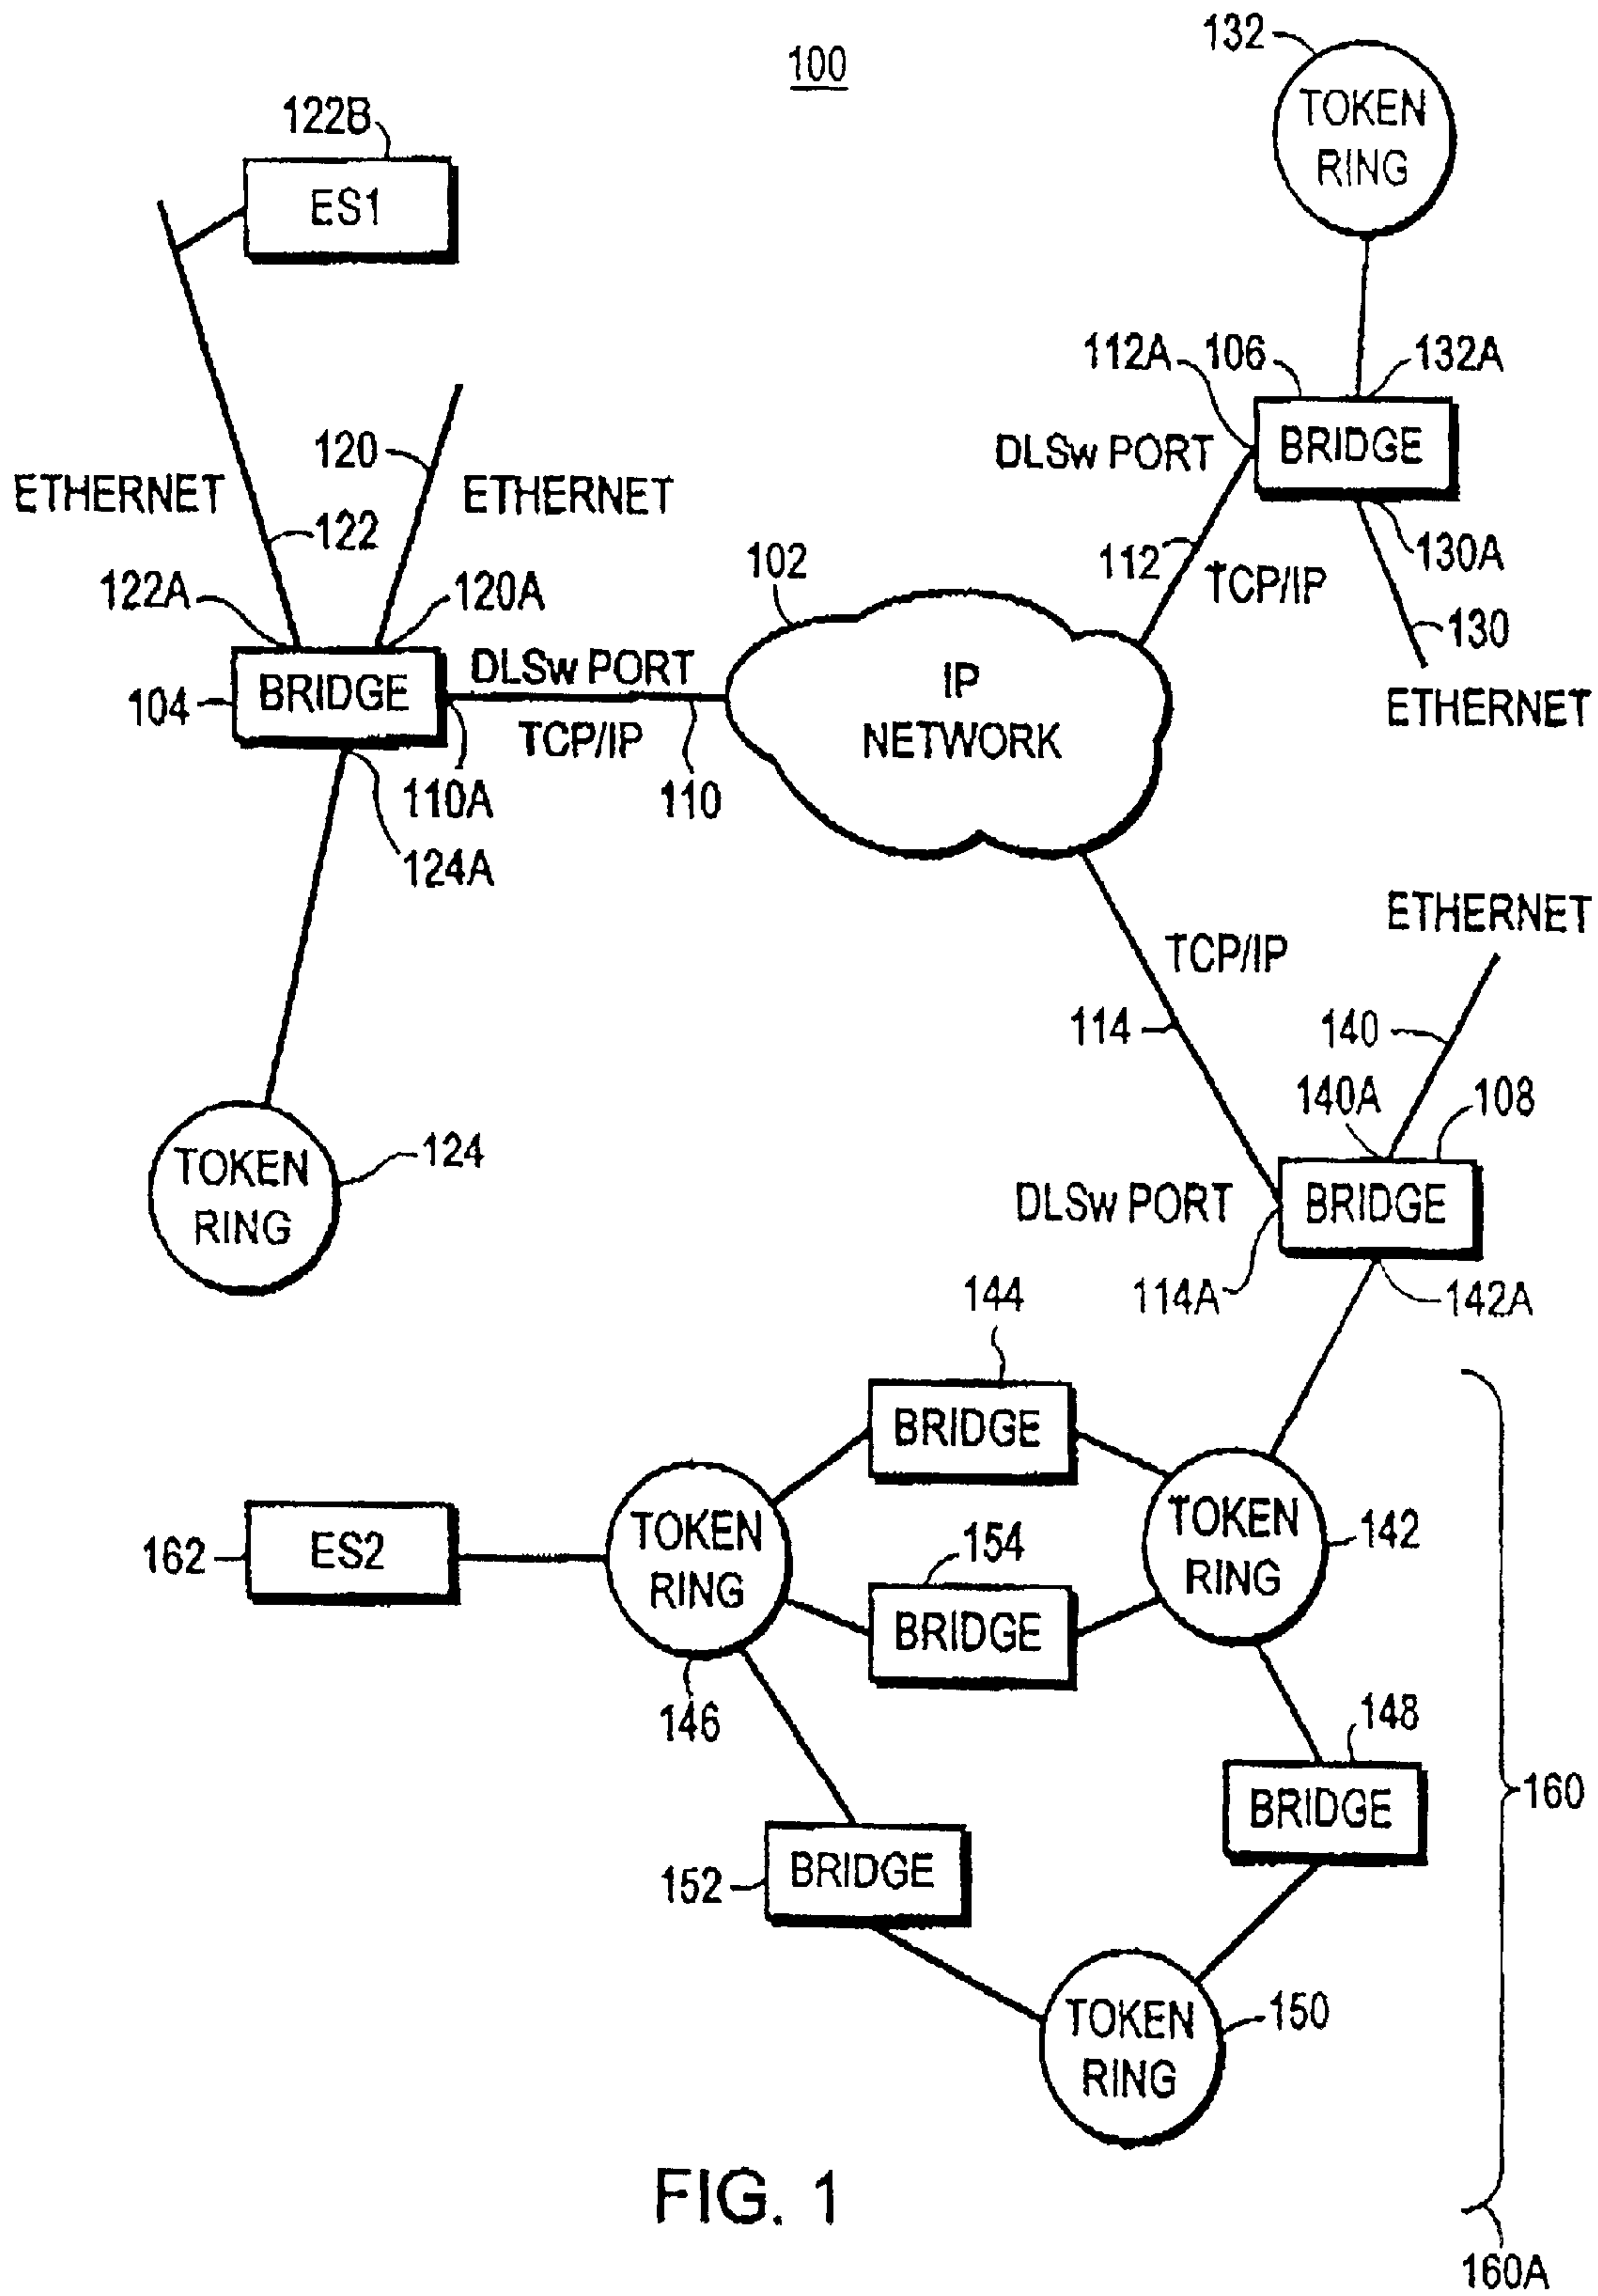 132
100
TOKEN
RING
122B
ES1
112A
106
132A
BRIDGE
DLSw PORT
120
ETHERNET
ETHERNET
122
130A
102
112
TCP/IP
122A
120A
130
DLSw PORT
IP
NETWORK
BRIDGE
104
ETHERNET
TCP/IP
110A
110
124A
ETHERNET
TCP/IP
114
140
140A
108
TOKEN
RING
124
DLSw PORT
BRIDGE
114A
142A
144
BRIDGE
TOKEN
RING
142
162
ES2
TOKEN
RING
154
BRIDGE
146
148
BRIDGE
160
152
BRIDGE
TOKEN
RING
150
FIG. 1
160A